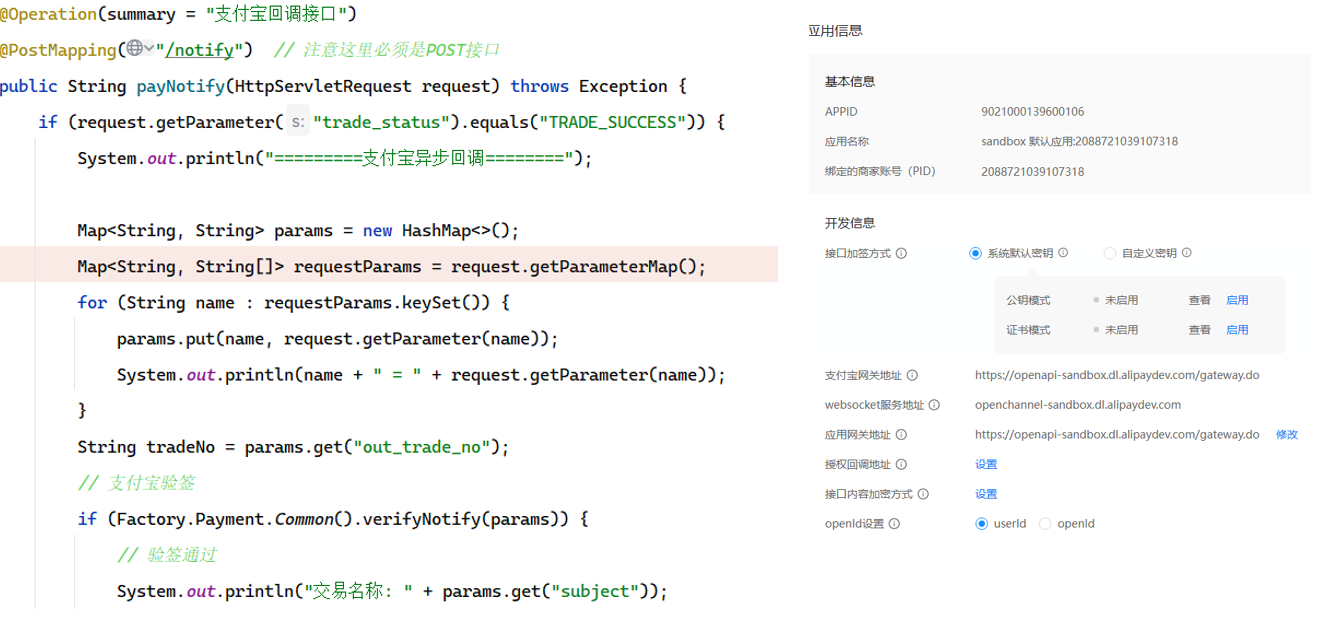 @Operation(summary = "支付宝回调接口")
@PostMapping("/notify") // 注意这里必须是POST接口
public String payNotify(HttpServletRequest request) throws Exception {
if (request.getParameter( s: "trade_status").equals("TRADE_SUCCESS")) {
System.out.println("=========支付宝异步回调========");
Map<String, String> params = new HashMap<>();
Map<String, String[]> requestParams = request.getParameterMap();
for (String name : requestParams.keySet()) {
params.put(name, request.getParameter(name));
System.out.println(name + " = " + request.getParameter(name));
}
String tradeNo = params.get("out_trade_no");
// 支付宝验签
if (Factory.Payment.Common().verifyNotify(params)) {
// 验签通过
System.out.println("交易名称: " + params.get("subject"));
应用信息
基本信息
APPID 9021000139600106
应用名称 sandbox 默认应用:2088721039107318
绑定的商家账号（PID） 2088721039107318
开发信息
接口加签方式 系统默认密钥 自定义密钥
公钥模式 未启用 查看 启用
证书模式 未启用 查看 启用
支付宝网关地址 https://openapi-sandbox.dl.alipaydev.com/gateway.do
websocket服务地址 openchannel-sandbox.dl.alipaydev.com
应用网关地址 https://openapi-sandbox.dl.alipaydev.com/gateway.do 修改
授权回调地址 设置
接口内容加密方式 设置
openId设置 userId openId